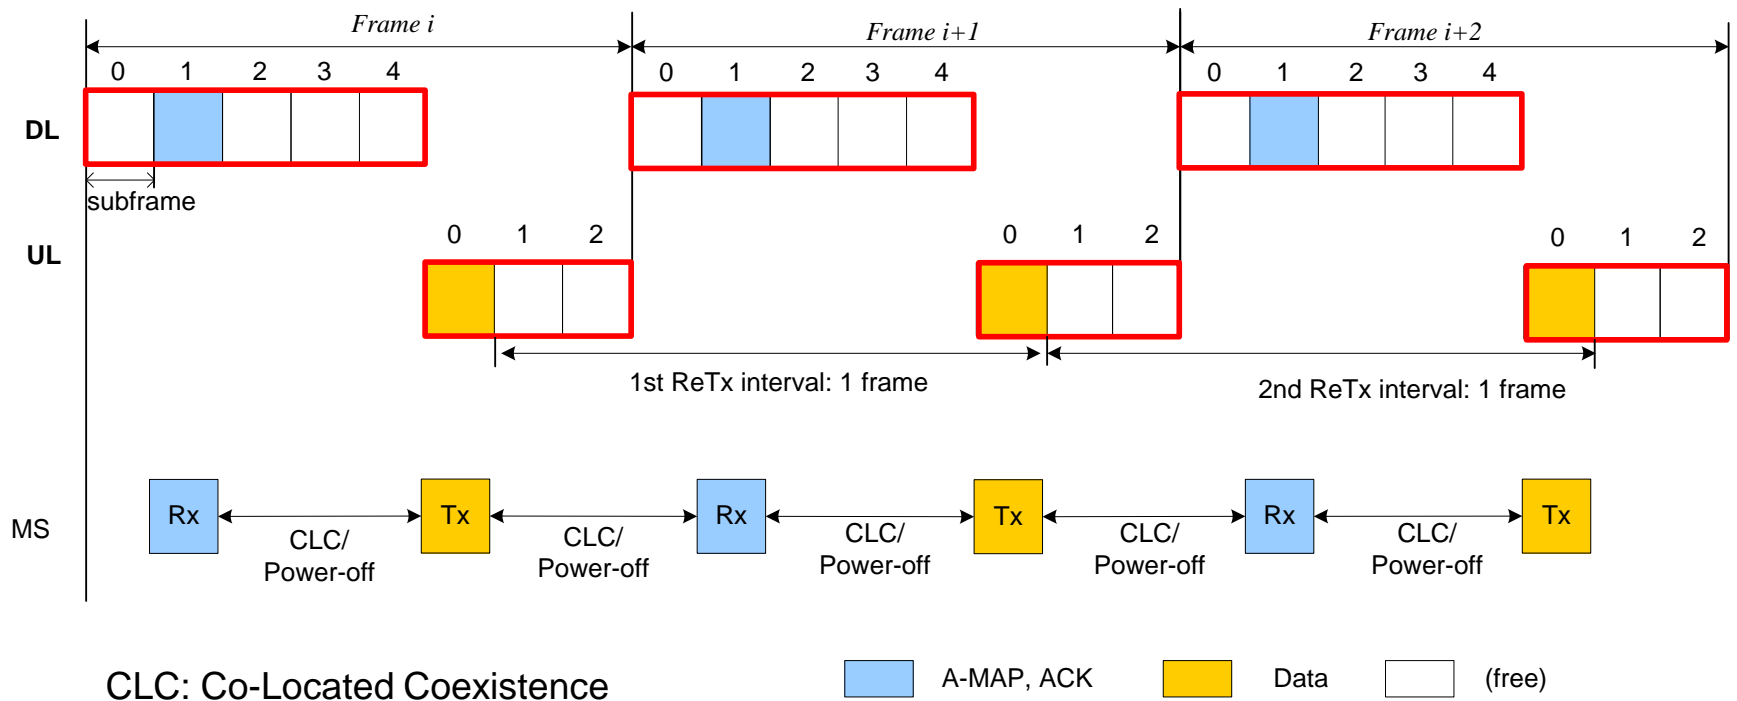 Frame i
Frame i+1
Frame i+2
0 1 2 3 4
0 1 2 3 4
0 1 2 3 4
DL
subframe
UL
0 1 2
0 1 2
0 1 2
1st ReTx interval: 1 frame
2nd ReTx interval: 1 frame
MS
Rx
Tx
Rx
Tx
Rx
Tx
CLC/
Power-off
CLC/
Power-off
CLC/
Power-off
CLC/
Power-off
CLC/
Power-off
CLC: Co-Located Coexistence
A-MAP, ACK
Data
(free)